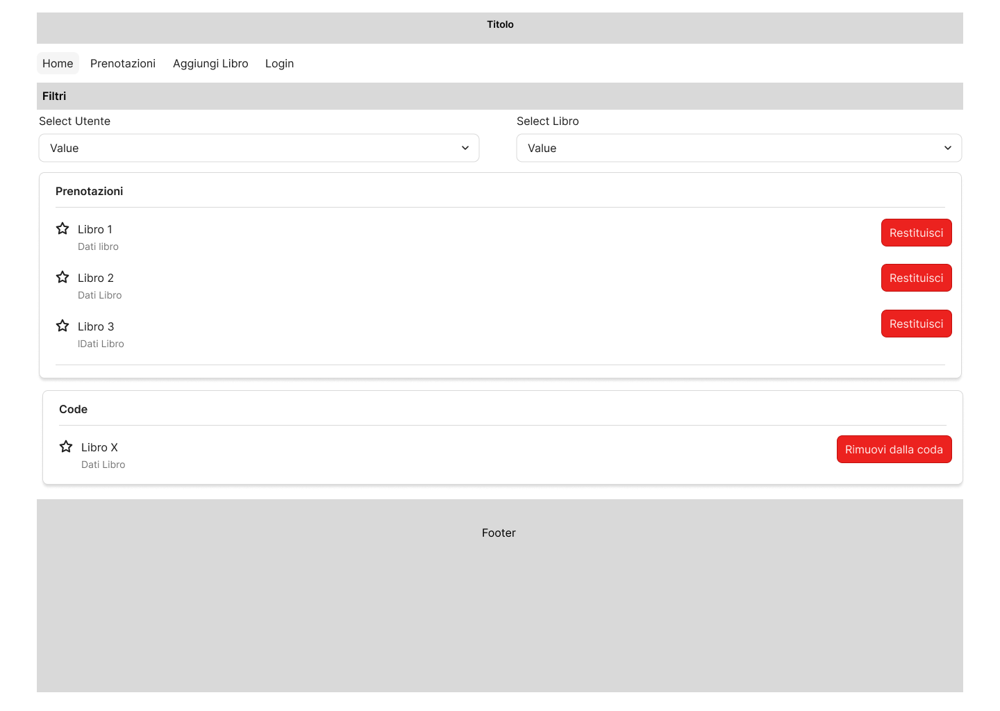 Titolo
Home Prenotazioni Aggiungi Libro Login
Filtri
Select Utente Select Libro
Value Value
Prenotazioni
Libro 1 Restituisci
Dati libro
Libro 2 Restituisci
Dati Libro
Libro 3 Restituisci
lDati Libro
Code
Libro X Rimuovi dalla coda
Dati Libro
Footer